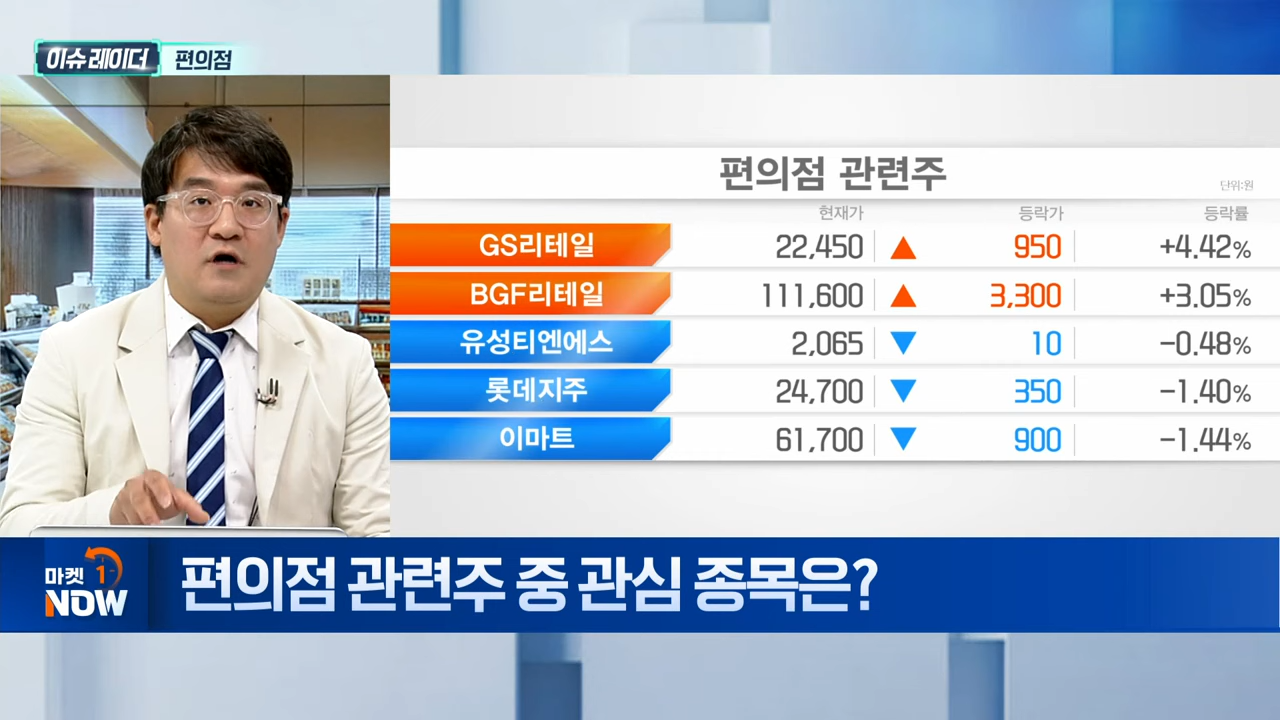 이슈레이더 편의점
편의점 관련주
단위:원
현재가 등락가 등락률
GS리테일 22,450 ▲ 950 +4.42%
BGF리테일 111,600 ▲ 3,300 +3.05%
유성티엔에스 2,065 ▼ 10 -0.48%
롯데지주 24,700 ▼ 350 -1.40%
이마트 61,700 ▼ 900 -1.44%
마켓 1
NOW
편의점 관련주 중 관심 종목은?